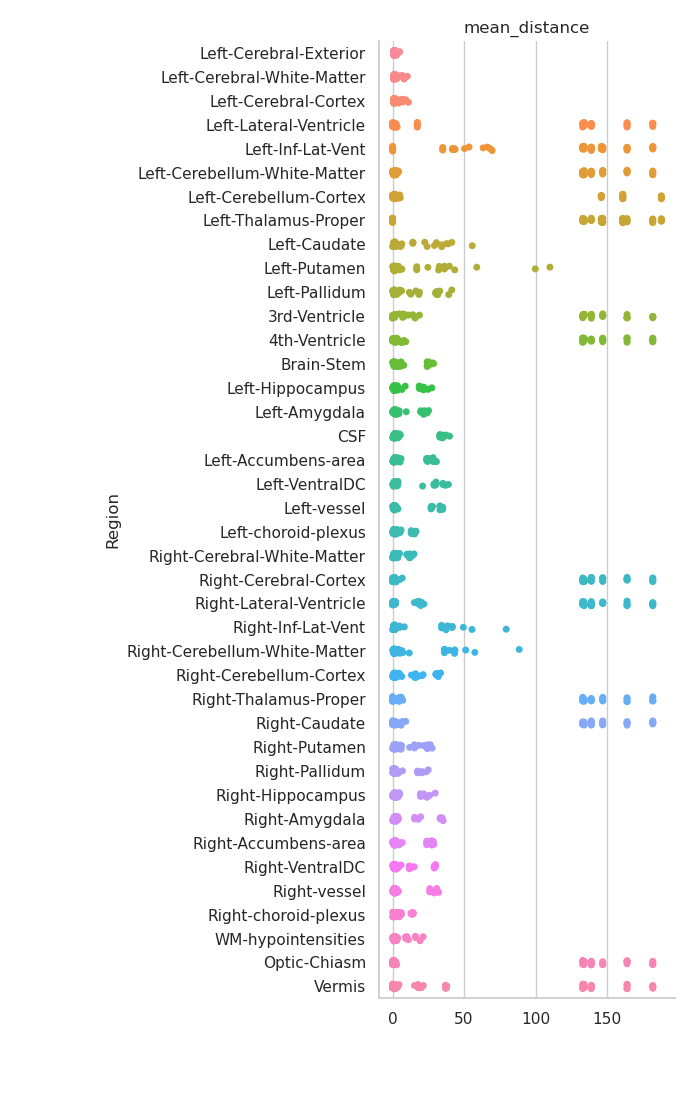 mean_distance
Left-Cerebral-Exterior
Left-Cerebral-White-Matter
Left-Cerebral-Cortex
Left-Lateral-Ventricle
Left-Inf-Lat-Vent
Left-Cerebellum-White-Matter
Left-Cerebellum-Cortex
Left-Thalamus-Proper
Left-Caudate
Left-Putamen
Left-Pallidum
3rd-Ventricle
4th-Ventricle
Brain-Stem
Left-Hippocampus
Left-Amygdala
CSF
Left-Accumbens-area
Left-VentralDC
Left-vessel
Left-choroid-plexus
Right-Cerebral-White-Matter
Right-Cerebral-Cortex
Right-Lateral-Ventricle
Right-Inf-Lat-Vent
Right-Cerebellum-White-Matter
Right-Cerebellum-Cortex
Right-Thalamus-Proper
Right-Caudate
Right-Putamen
Right-Pallidum
Right-Hippocampus
Right-Amygdala
Right-Accumbens-area
Right-VentralDC
Right-vessel
Right-choroid-plexus
WM-hypointensities
Optic-Chiasm
Vermis
Region
0 50 100 150